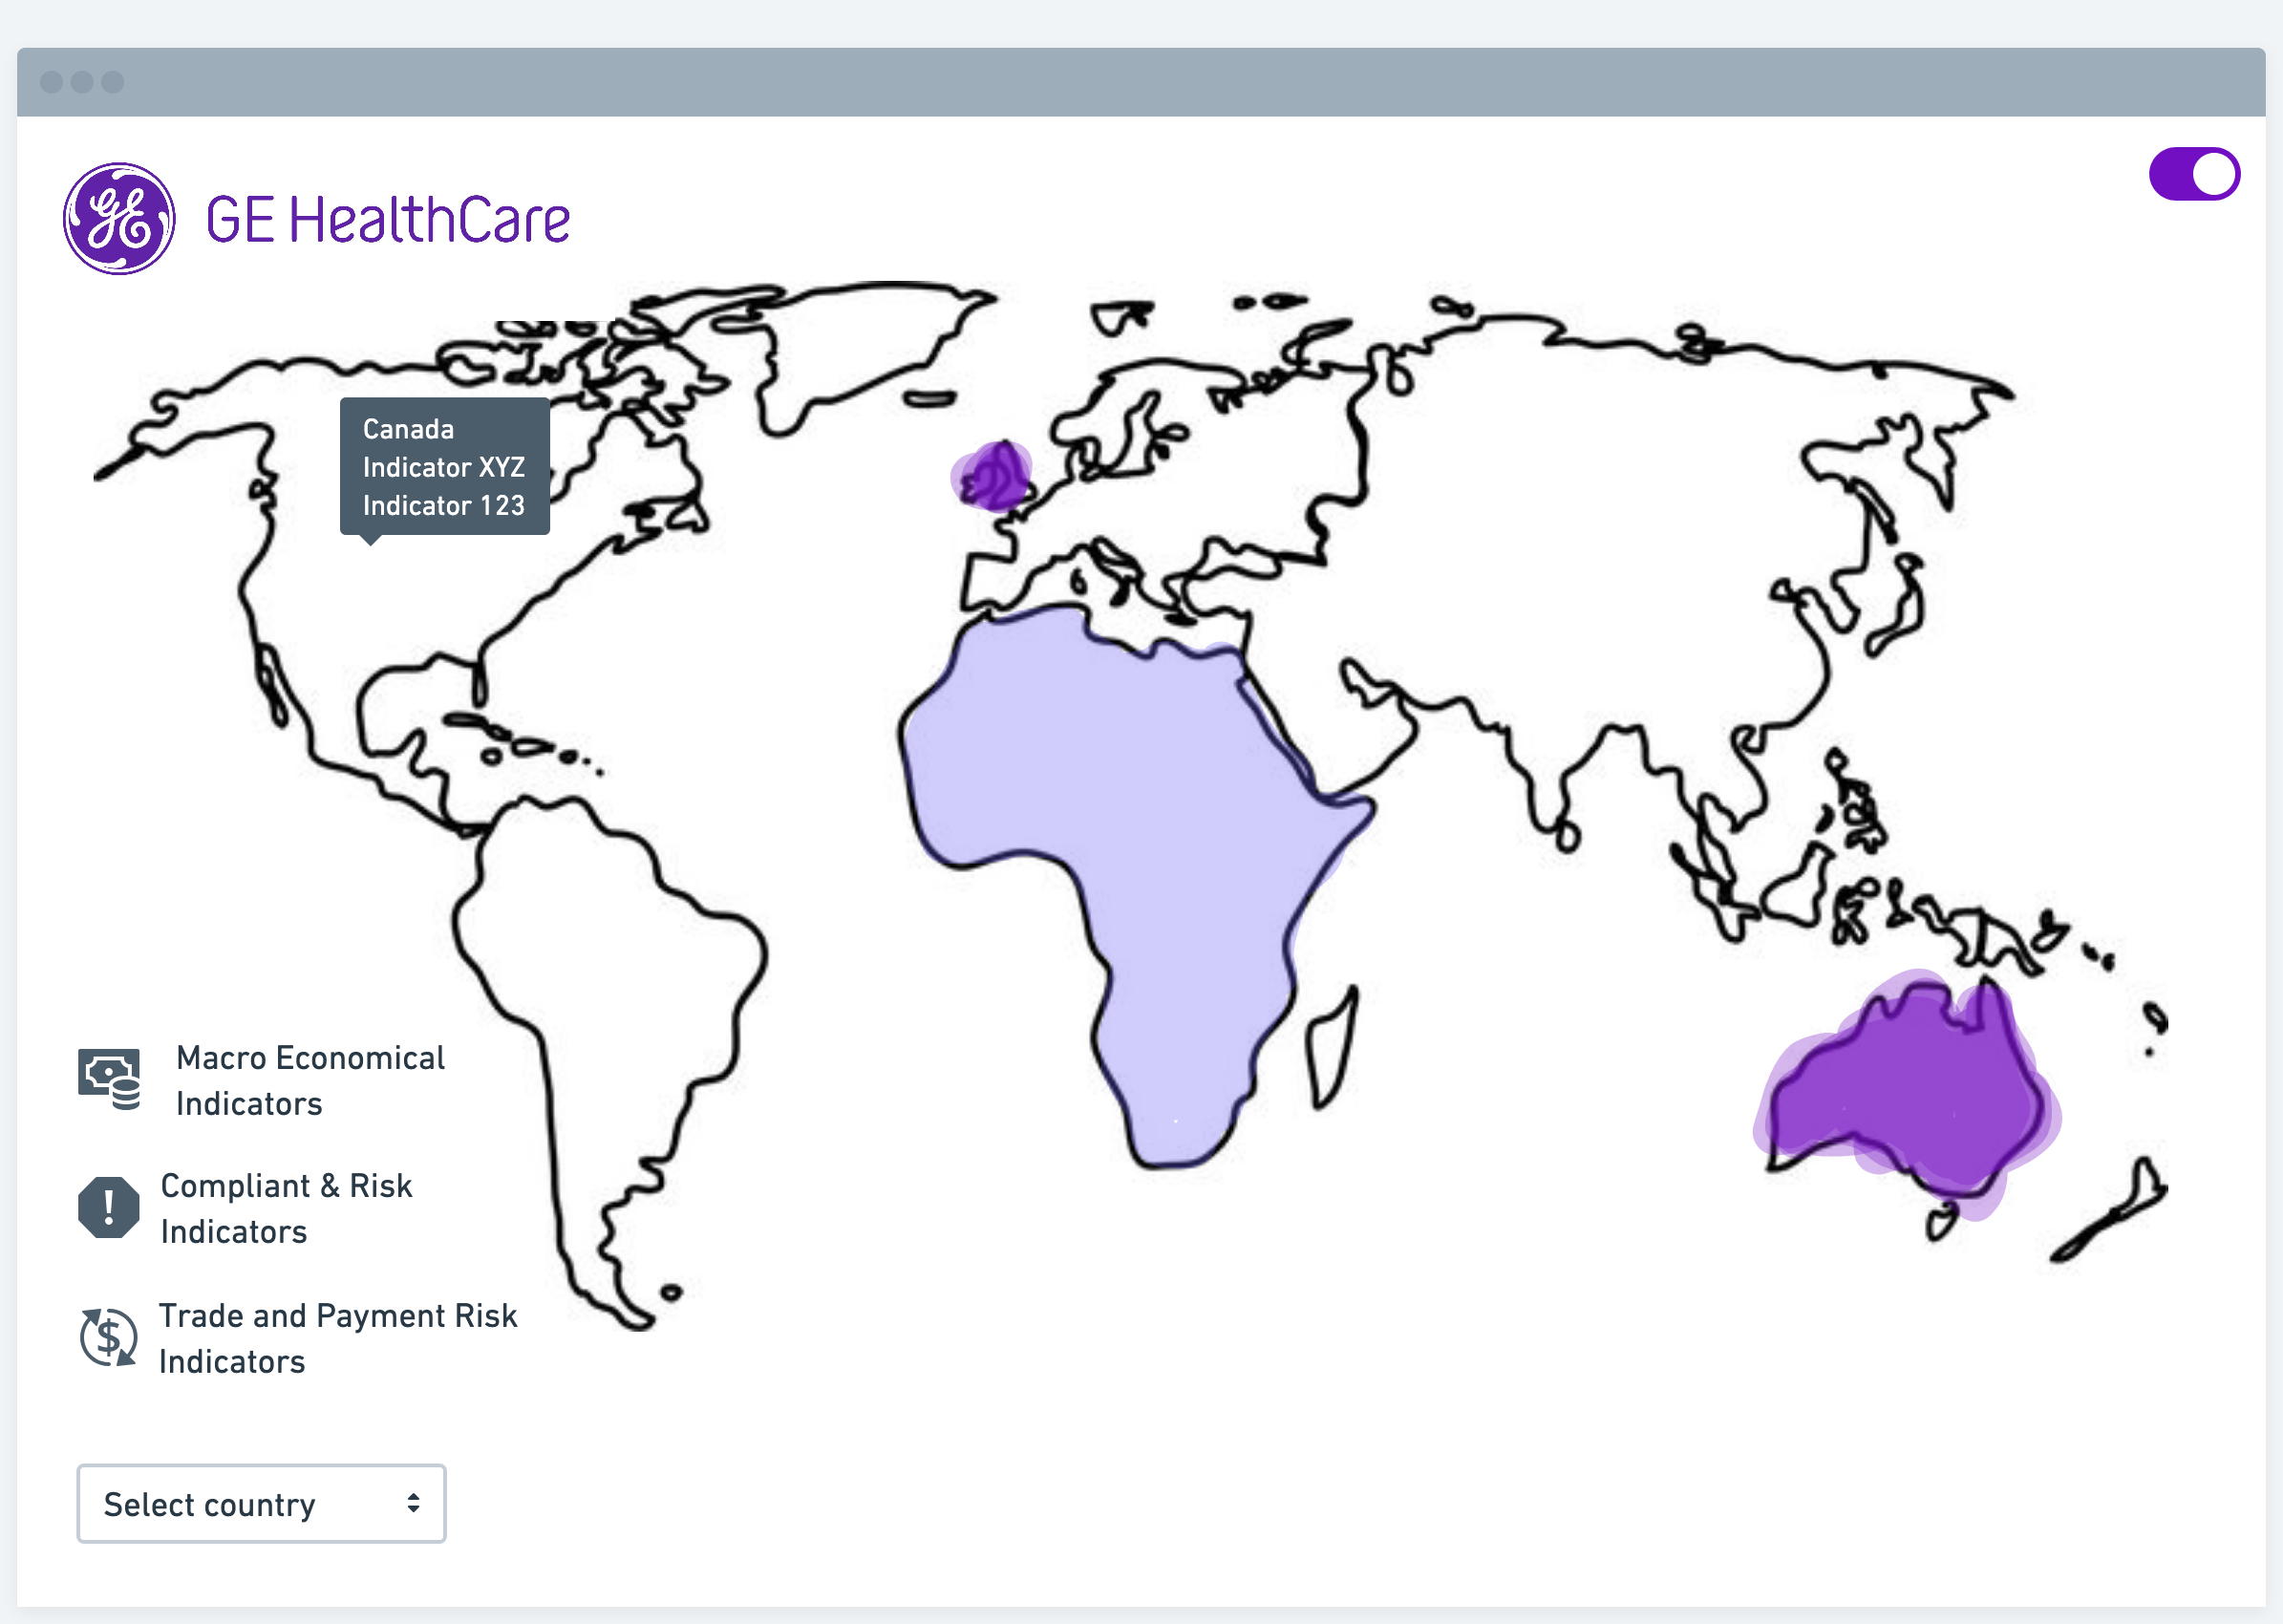 GE HealthCare
Canada
Indicator XYZ
Indicator 123
Macro Economical
Indicators
Compliant & Risk
Indicators
Trade and Payment Risk
Indicators
Select country